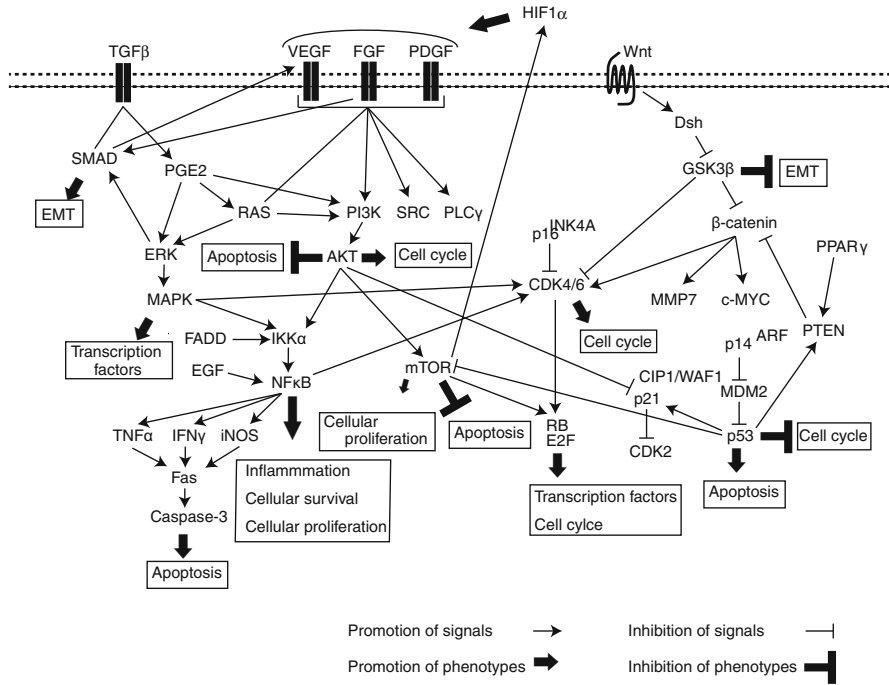 HIF1α
TGFβ
VEGF FGF PDGF
Wnt
Dsh
SMAD
PGE2
GSK3β
EMT
EMT
RAS
PI3K
SRC
PLCγ
INK4A
p16
β-catenin
ERK
Apoptosis
AKT
Cell cycle
PPARγ
MAPK
CDK4/6
MMP7
c-MYC
FADD
IKKα
Cell cycle
p14
ARF
PTEN
Transcription
factors
EGF
NFκB
mTOR
CIP1/WAF1
p21
MDM2
Cellular
proliferation
Apoptosis
TNFα
IFNγ
iNOS
RB
E2F
CDK2
p53
Cell cycle
Fas
Inflammmation
Cellular survival
Cellular proliferation
Transcription factors
Cell cylce
Apoptosis
Caspase-3
Apoptosis
Promotion of signals
Inhibition of signals
Promotion of phenotypes
Inhibition of phenotypes